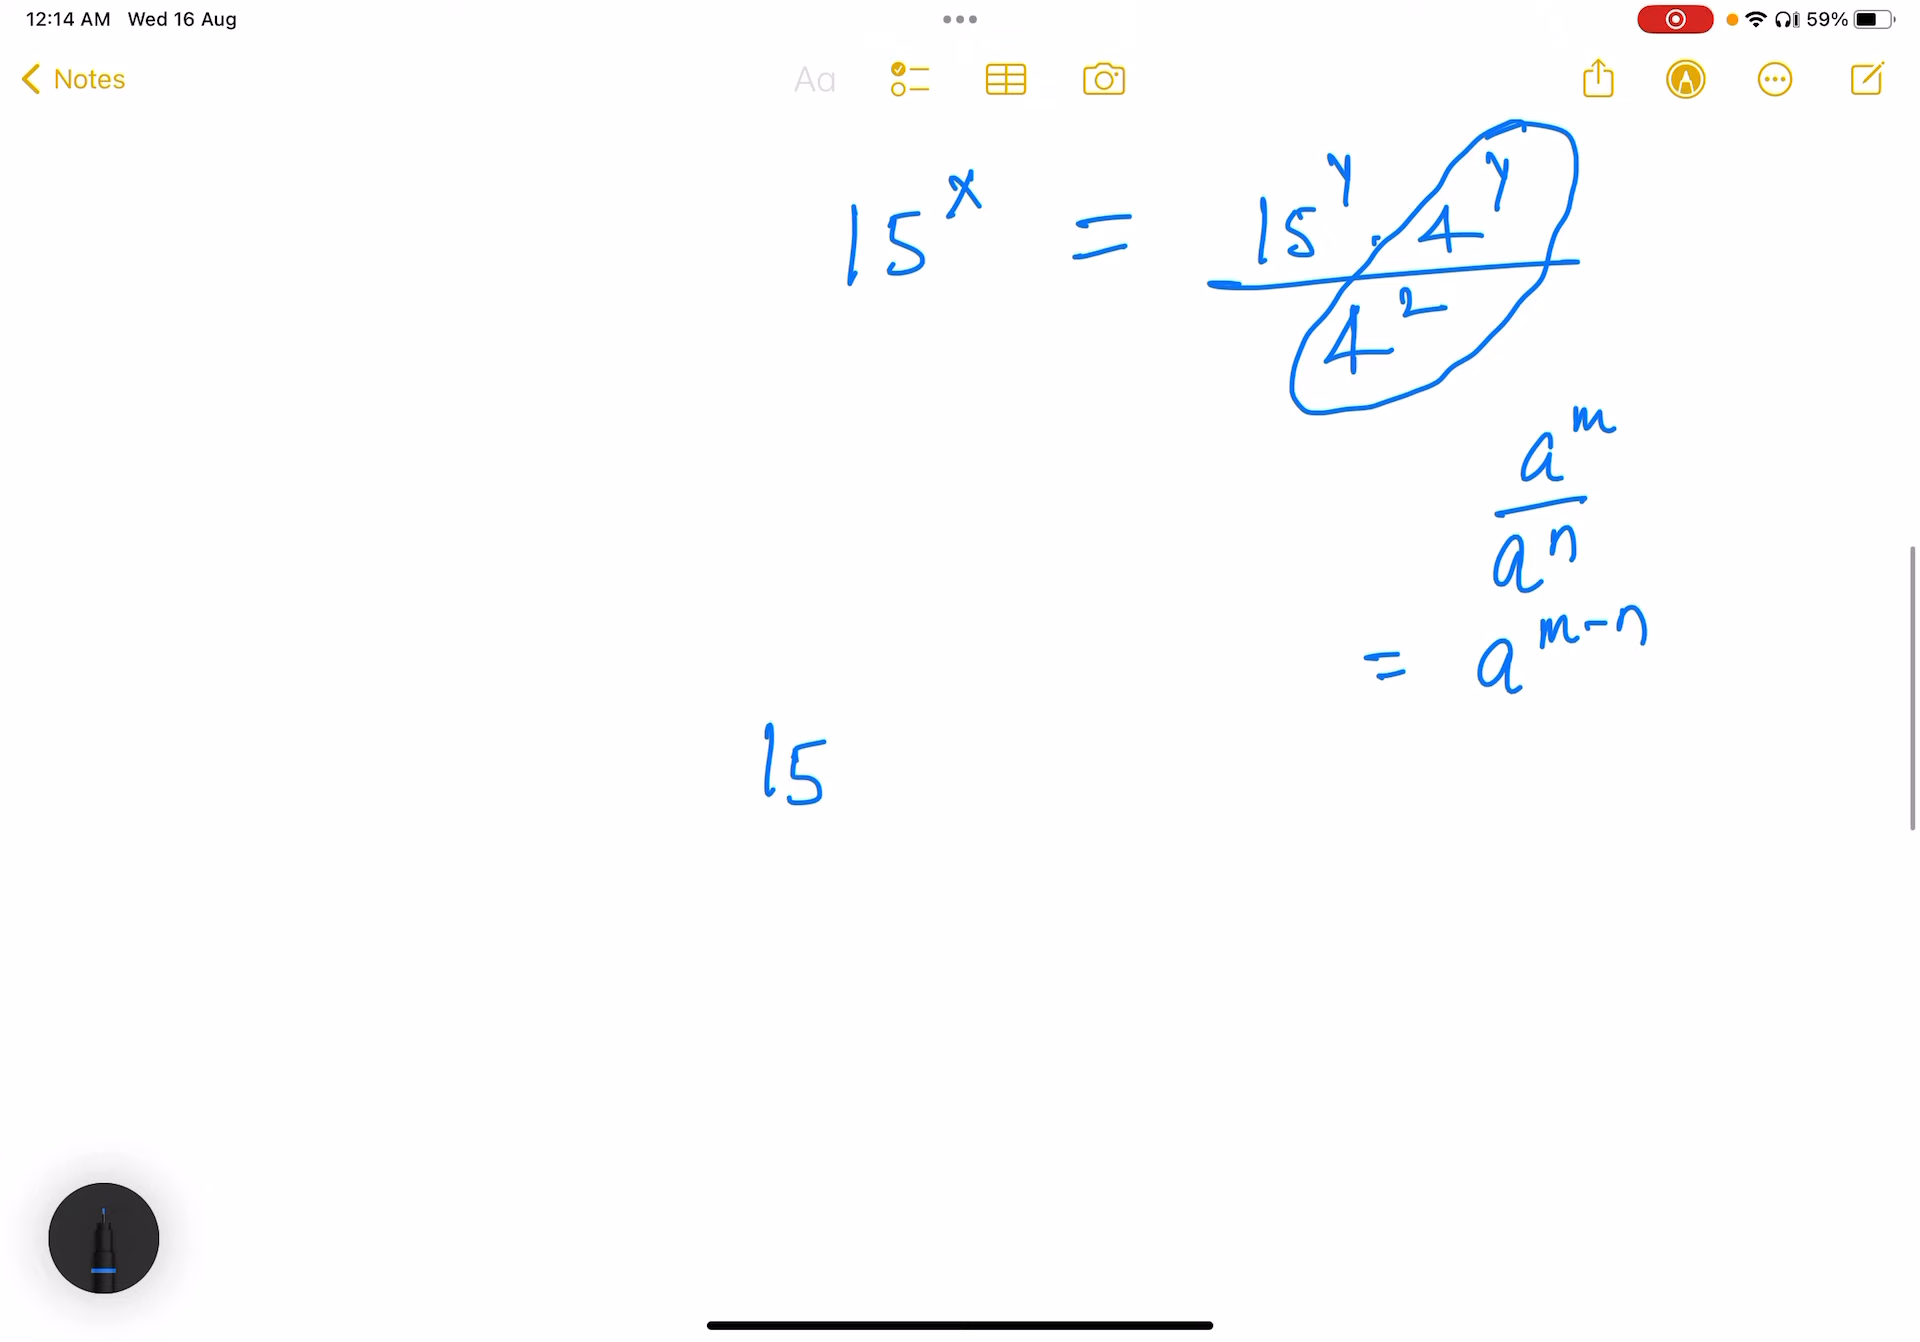 12:14 AM Wed 16 Aug
59%
Notes
Aa
15^x = 15^y · 4^y / 4^2
a^m
a^n
= a^m-n
15